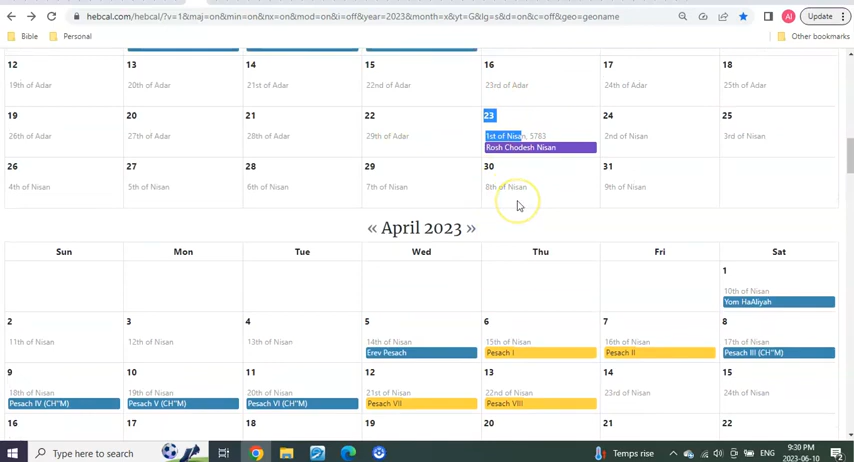 hebcal.com/hebcal/?v=1&maj=on&min=on&nx=on&mod=on&i=off&year=2023&month=x&yt=G&lg=s&d=on&c=off&geo=geoname
AI
Update
Bible Personal Other bookmarks
12 13 14 15 16 17 18
19th of Adar 20th of Adar 21st of Adar 22nd of Adar 23rd of Adar 24th of Adar 25th of Adar
19 20 21 22 23 24 25
26th of Adar 27th of Adar 28th of Adar 29th of Adar 1st of Nisan, 5783 2nd of Nisan 3rd of Nisan
Rosh Chodesh Nisan
26 27 28 29 30 31
4th of Nisan 5th of Nisan 6th of Nisan 7th of Nisan 8th of Nisan 9th of Nisan
« April 2023 »
Sun Mon Tue Wed Thu Fri Sat
1
10th of Nisan
Yom HaAliyah
2 3 4 5 6 7 8
11th of Nisan 12th of Nisan 13th of Nisan 14th of Nisan 15th of Nisan 16th of Nisan 17th of Nisan
Erev Pesach Pesach I Pesach II Pesach III (CH"M)
9 10 11 12 13 14 15
18th of Nisan 19th of Nisan 20th of Nisan 21st of Nisan 22nd of Nisan 23rd of Nisan 24th of Nisan
Pesach IV (CH"M) Pesach V (CH"M) Pesach VI (CH"M) Pesach VII Pesach VIII
16 17 18 19 20 21 22
Type here to search
Temps rise
ENG
9:30 PM
2023-06-10
2